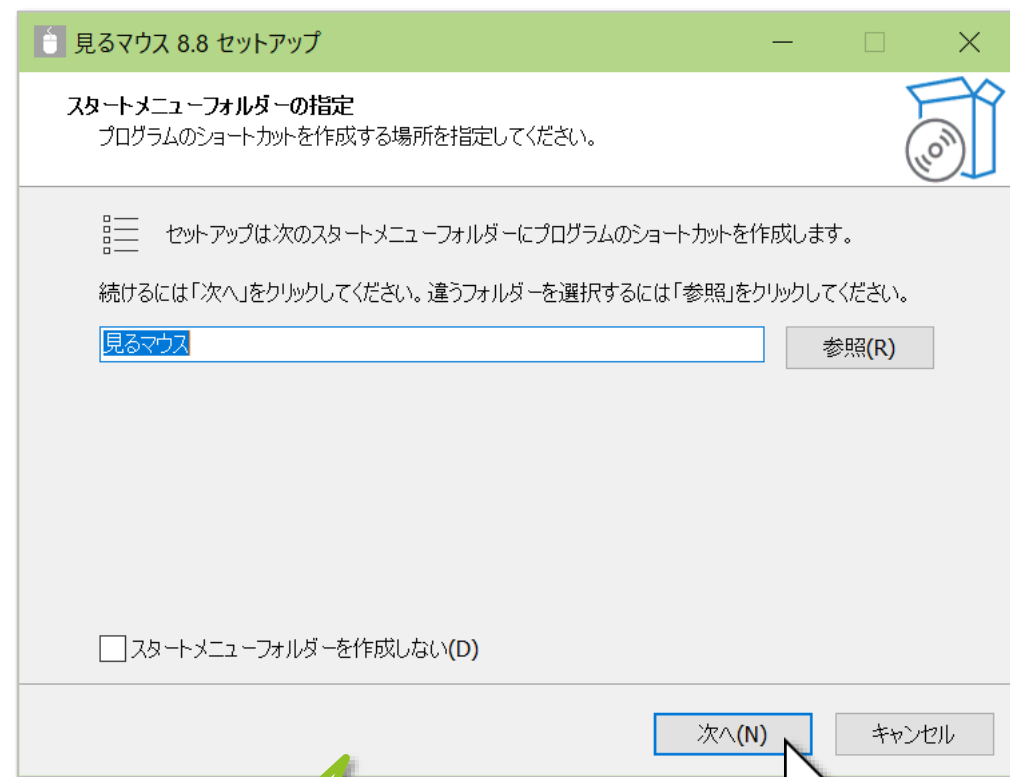 見るマウス 8.8 セットアップ
スタートメニューフォルダーの指定
プログラムのショートカットを作成する場所を指定してください。
セットアップは次のスタートメニューフォルダーにプログラムのショートカットを作成します。
続けるには「次へ」をクリックしてください。違うフォルダーを選択するには「参照」をクリックしてください。
見るマウス
参照(R)
スタートメニューフォルダーを作成しない(D)
次へ(N)
キャンセル